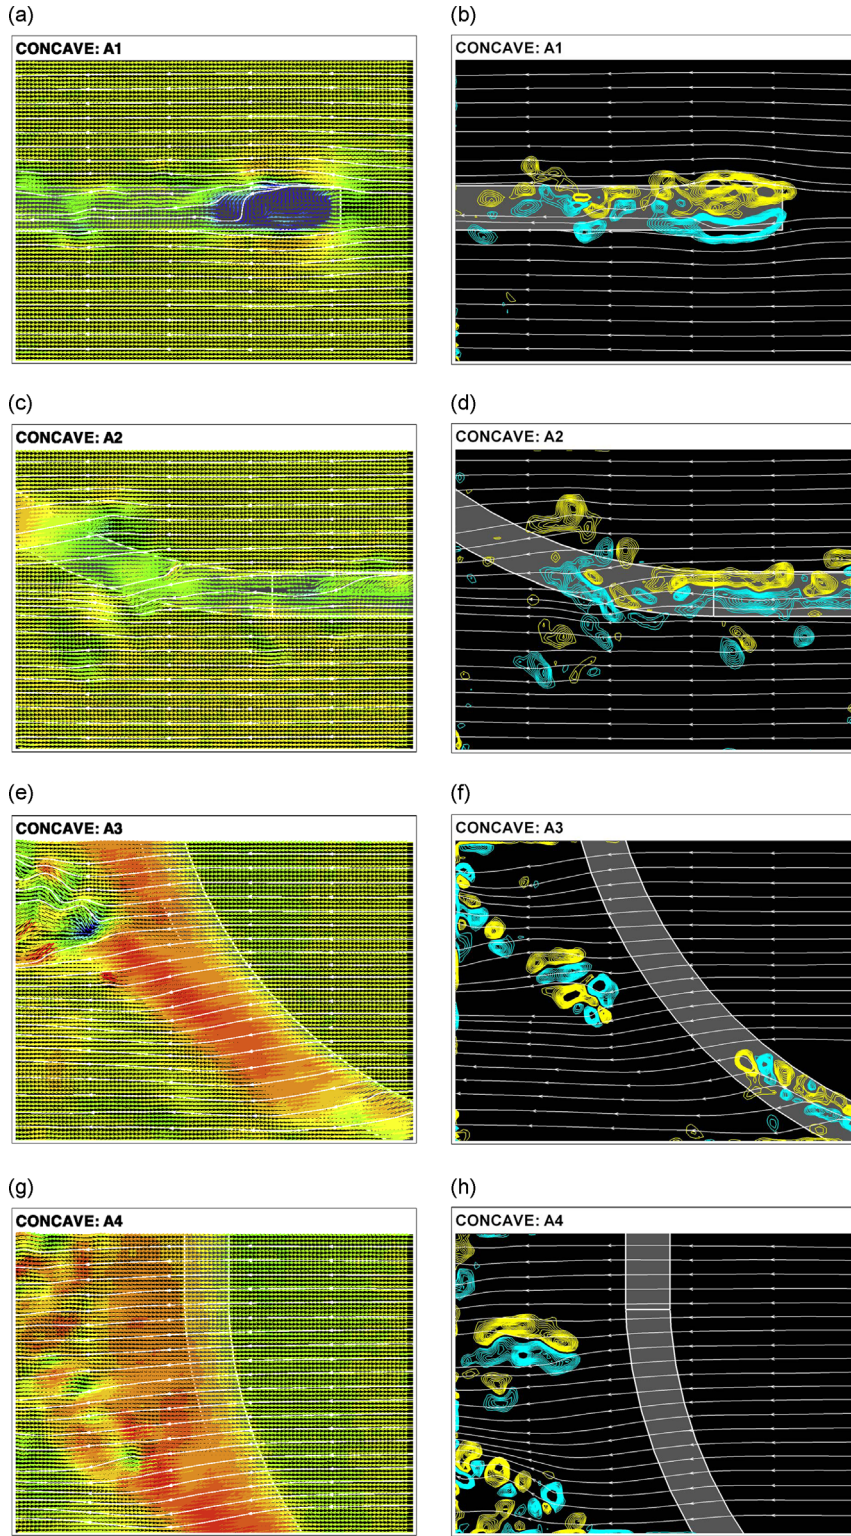 (a)
(b)
CONCAVE: A1
CONCAVE: A1
(c)
(d)
CONCAVE: A2
CONCAVE: A2
(e)
(f)
CONCAVE: A3
CONCAVE: A3
(g)
(h)
CONCAVE: A4
CONCAVE: A4